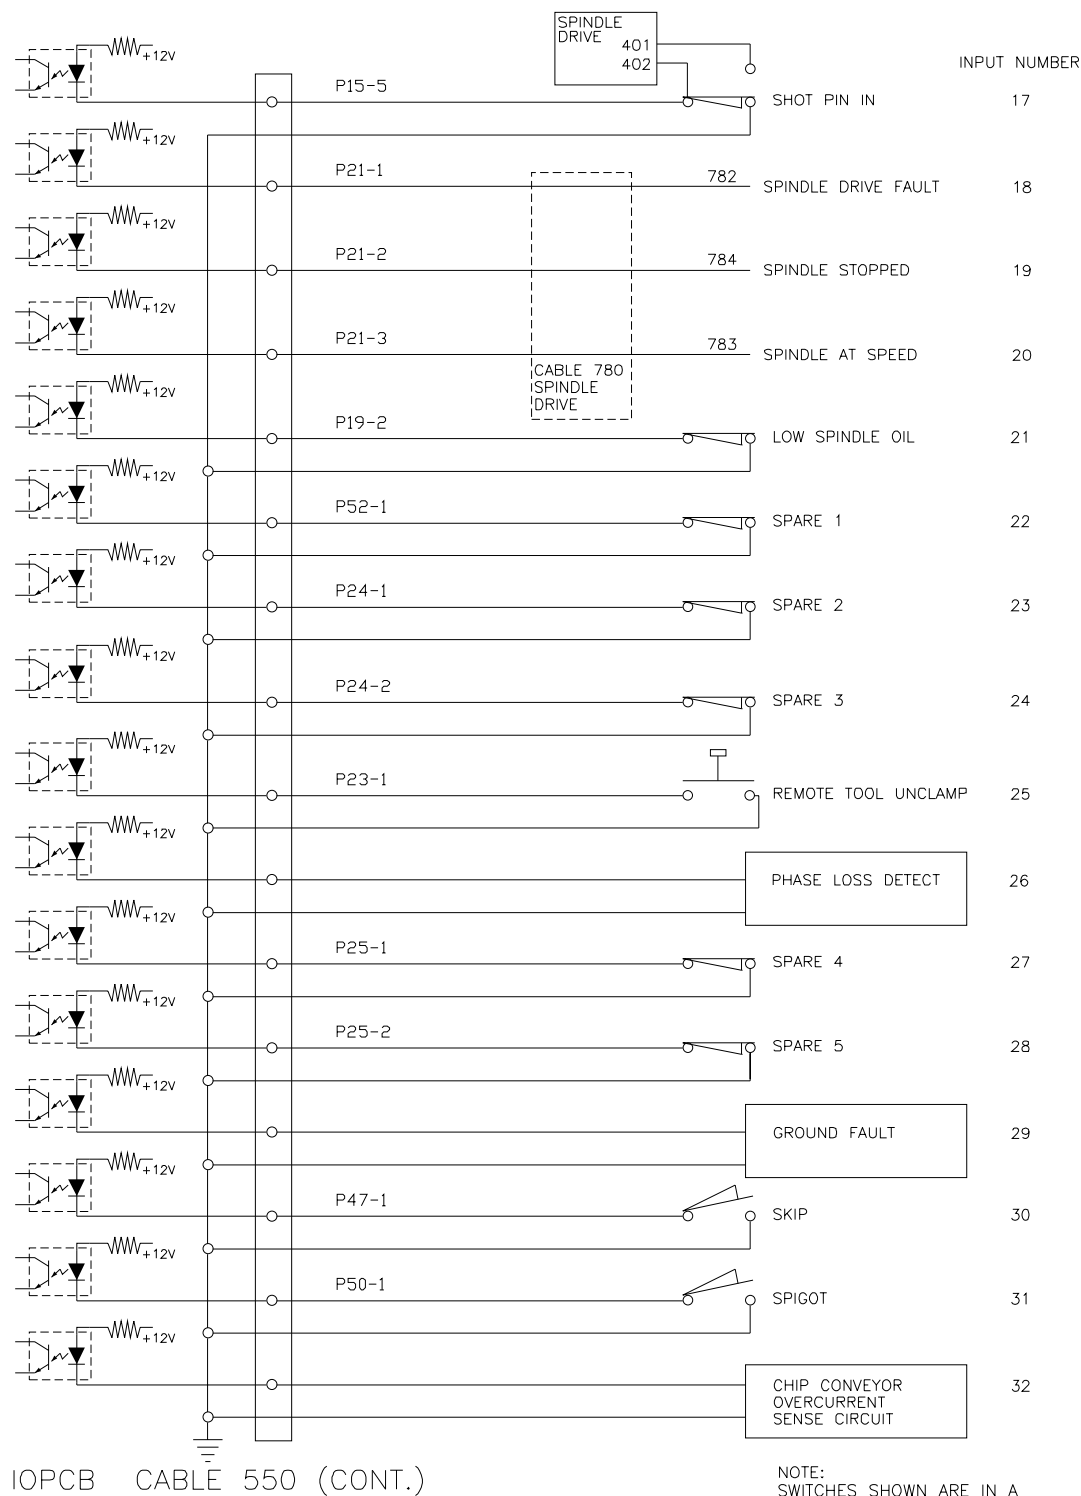 SPINDLE
DRIVE
401
402
INPUT NUMBER
+12V
P15-5
SHOT PIN IN
17
+12V
P21-1
782
SPINDLE DRIVE FAULT
18
+12V
P21-2
784
SPINDLE STOPPED
19
+12V
P21-3
783
SPINDLE AT SPEED
20
CABLE 780
SPINDLE
DRIVE
+12V
P19-2
LOW SPINDLE OIL
21
+12V
P52-1
SPARE 1
22
+12V
P24-1
SPARE 2
23
+12V
P24-2
SPARE 3
24
+12V
P23-1
REMOTE TOOL UNCLAMP
25
+12V
PHASE LOSS DETECT
26
+12V
P25-1
SPARE 4
27
+12V
P25-2
SPARE 5
28
+12V
GROUND FAULT
29
+12V
P47-1
SKIP
30
+12V
P50-1
SPIGOT
31
+12V
CHIP CONVEYOR
OVERCURRENT
SENSE CIRCUIT
32
IOPCB CABLE 550 (CONT.)
NOTE:
SWITCHES SHOWN ARE IN A